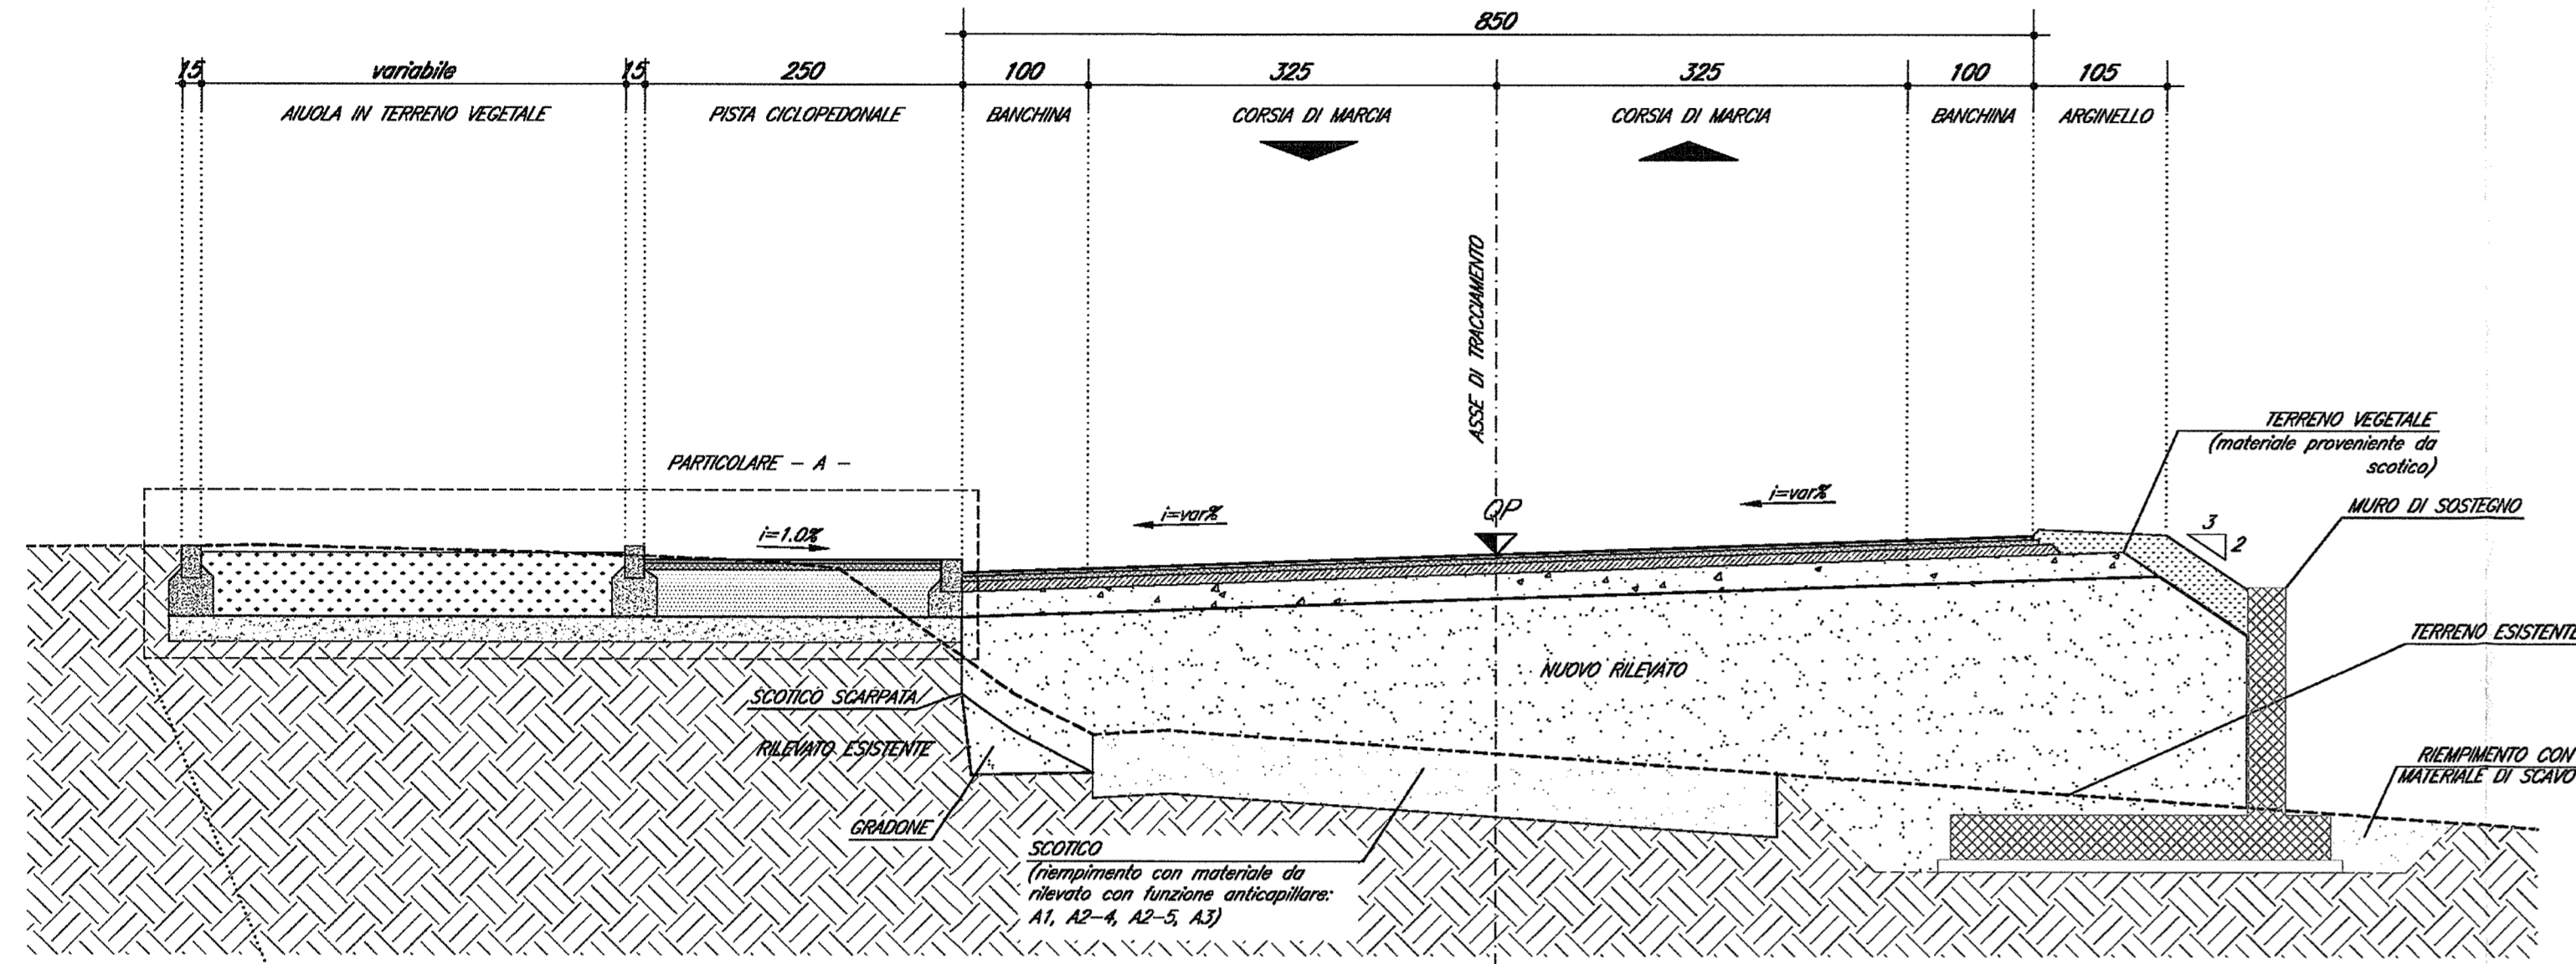 850
15 variabile 15 250 100 325 325 100 105
AIUOLA IN TERRENO VEGETALE PISTA CICLOPEDONALE BANCHINA CORSIA DI MARCIA CORSIA DI MARCIA BANCHINA ARGINELLO
ASSE DI TRACCIAMENTO
TERRENO VEGETALE
(materiale proveniente da
scotico)
PARTICOLARE - A -
MURO DI SOSTEGNO
i=1.0%
i=var%
QP
i=var%
3
2
TERRENO ESISTENTE
NUOVO RILEVATO
SCOTICO SCARPATA
RILEVATO ESISTENTE
RIEMPIMENTO CON
MATERIALE DI SCAVO
GRADONE
SCOTICO
(riempimento con materiale da
rilevato con funzione anticapillare:
A1, A2-4, A2-5, A3)